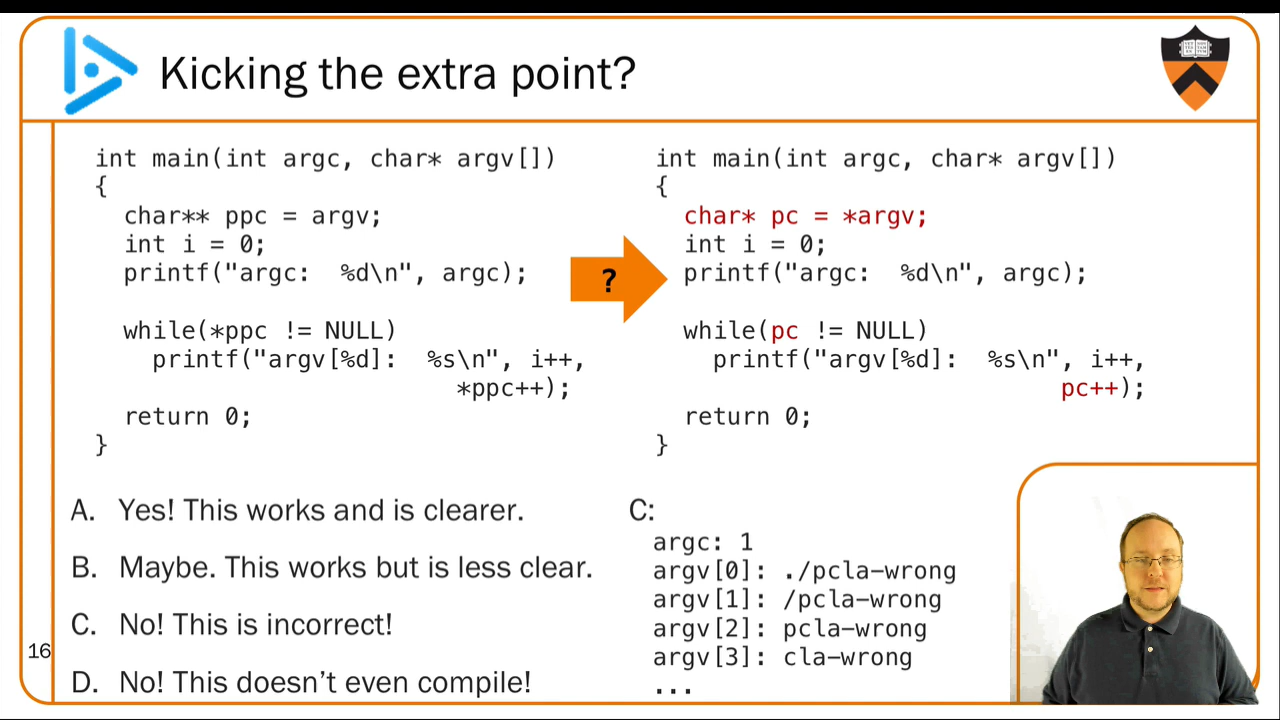 Kicking the extra point?
int main(int argc, char* argv[])
{
char** ppc = argv;
int i = 0;
printf("argc:  %d\n", argc);
while(*ppc != NULL)
printf("argv[%d]:  %s\n", i++,
*ppc++);
return 0;
}
?
int main(int argc, char* argv[])
{
char* pc = *argv;
int i = 0;
printf("argc:  %d\n", argc);
while(pc != NULL)
printf("argv[%d]:  %s\n", i++,
pc++);
return 0;
}
A. Yes! This works and is clearer.
B. Maybe. This works but is less clear.
C. No! This is incorrect!
D. No! This doesn't even compile!
C:
argc: 1
argv[0]: ./pcla-wrong
argv[1]: /pcla-wrong
argv[2]: pcla-wrong
argv[3]: cla-wrong
...
16